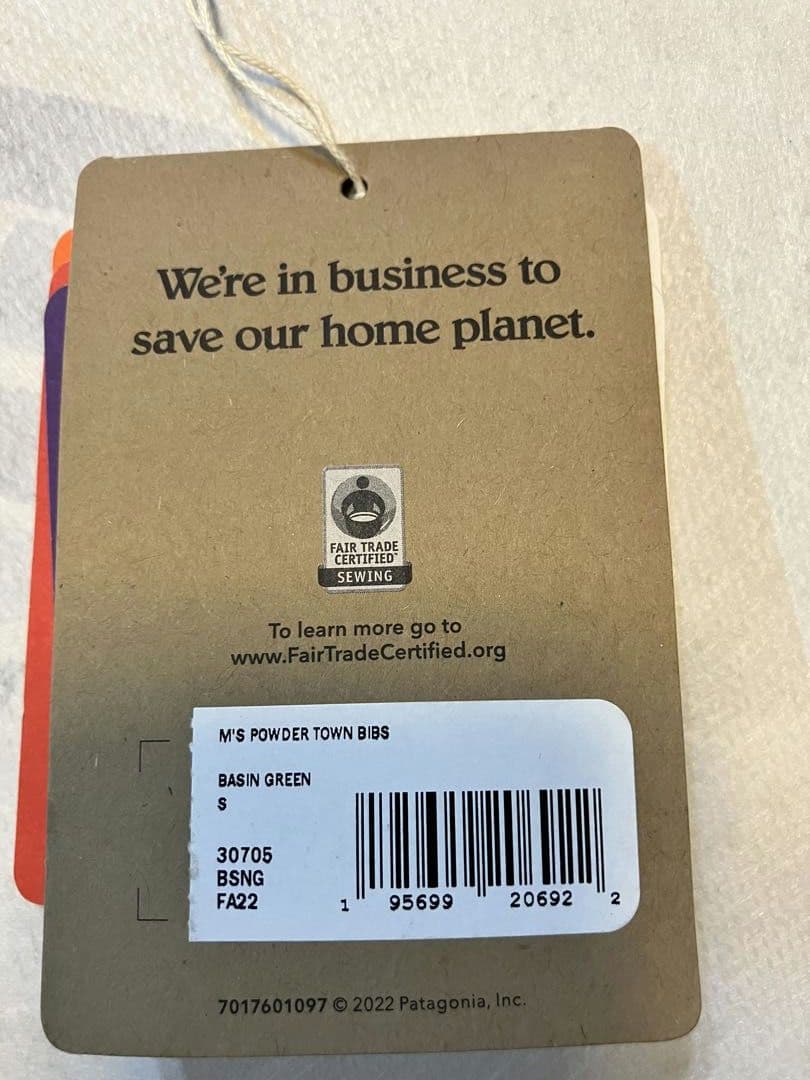 We're in business to
save our home planet.
FAIR TRADE
CERTIFIED™
SEWING
To learn more go to
www.FairTradeCertified.org
M'S POWDER TOWN BIBS
BASIN GREEN
S
30705
BSNG
FA22
1 95699 20692 2
7017601097 © 2022 Patagonia, Inc.